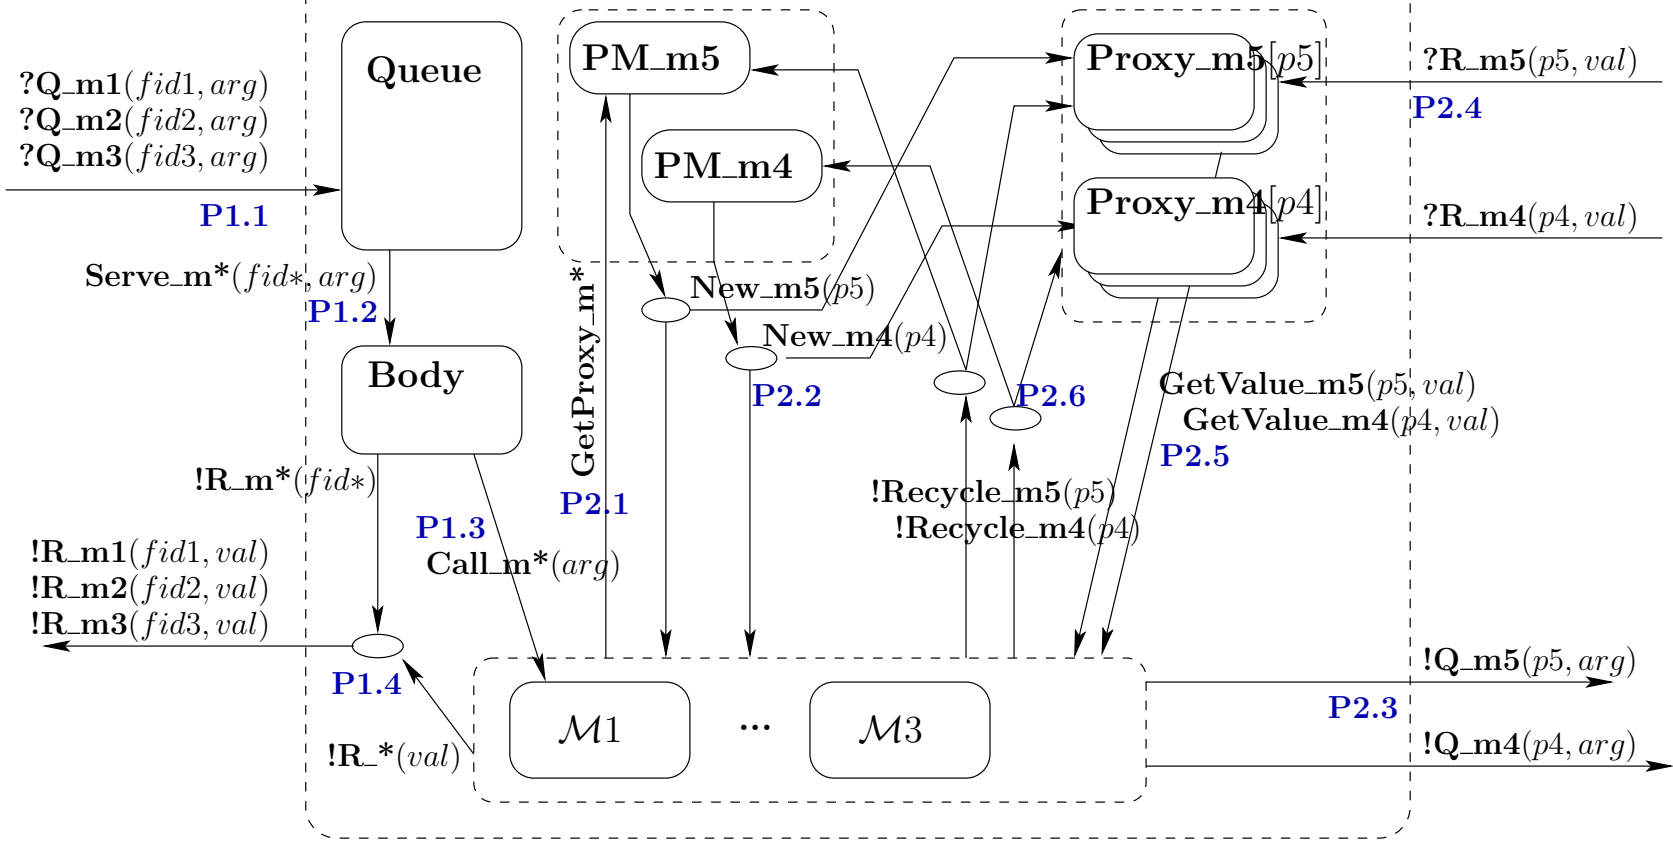 Queue
PM_m5
Proxy_m5[p5]
?R_m5(p5, val)
P2.4
?Q_m1(fid1, arg)
?Q_m2(fid2, arg)
?Q_m3(fid3, arg)
P1.1
PM_m4
Proxy_m4[p4]
?R_m4(p4, val)
Serve_m*(fid*, arg)
P1.2
GetProxy_m*
New_m5(p5)
New_m4(p4)
Body
P2.2
P2.6
GetValue_m5(p5, val)
GetValue_m4(p4, val)
P2.5
!R_m*(fid*)
P2.1
!Recycle_m5(p5)
!Recycle_m4(p4)
P1.3
Call_m*(arg)
!R_m1(fid1, val)
!R_m2(fid2, val)
!R_m3(fid3, val)
P1.4
!R_*(val)
ℳ1
...
ℳ3
!Q_m5(p5, arg)
P2.3
!Q_m4(p4, arg)